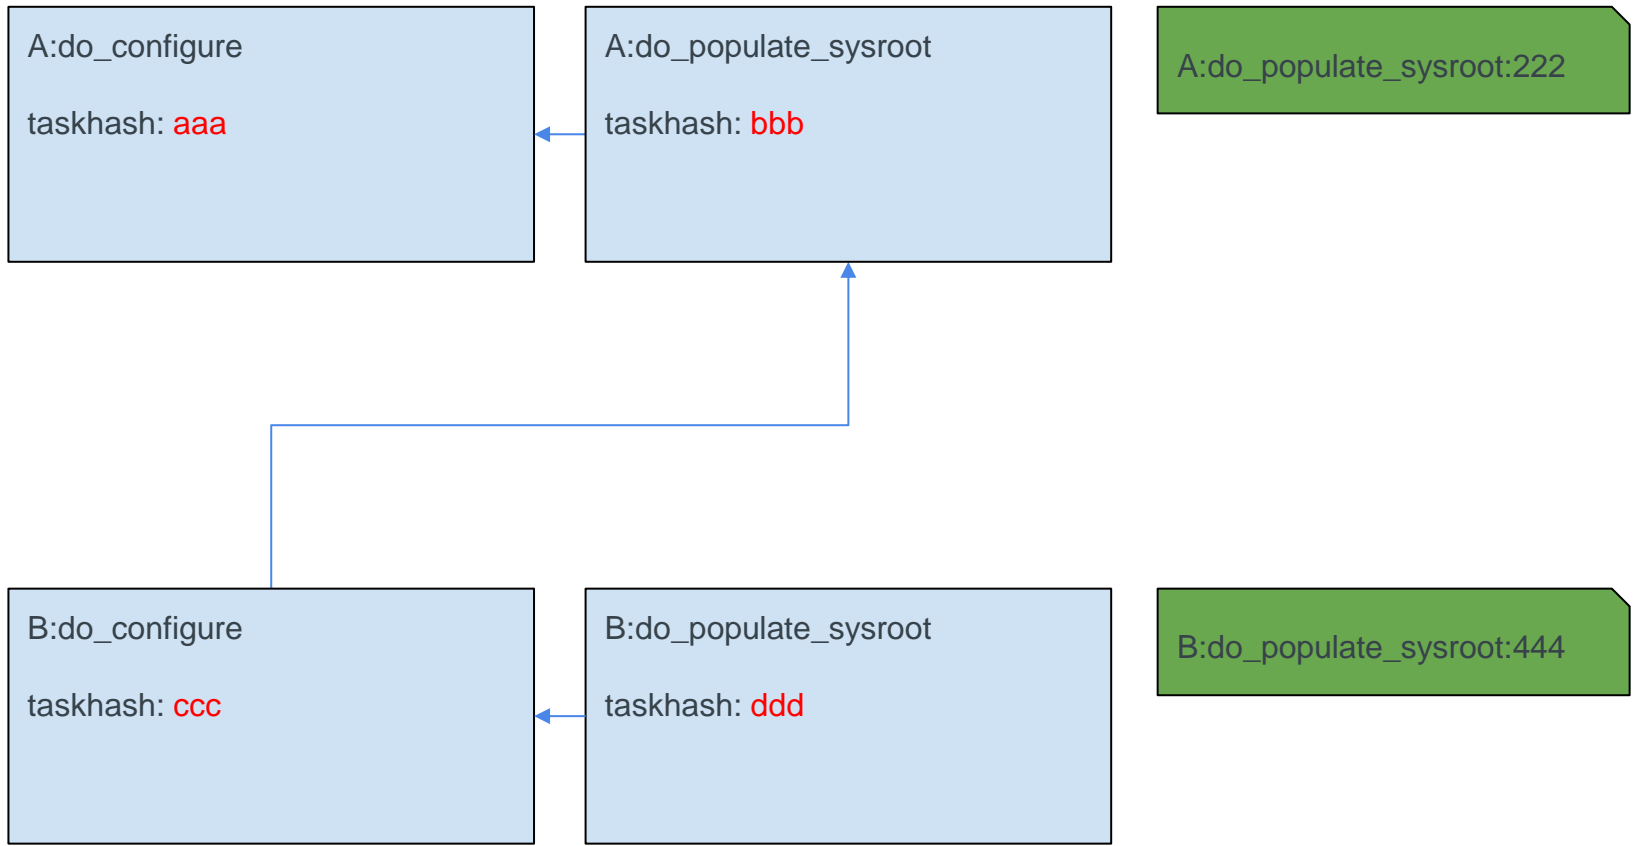 A:do_configure
taskhash: aaa
A:do_populate_sysroot
taskhash: bbb
A:do_populate_sysroot:222
B:do_configure
taskhash: ccc
B:do_populate_sysroot
taskhash: ddd
B:do_populate_sysroot:444